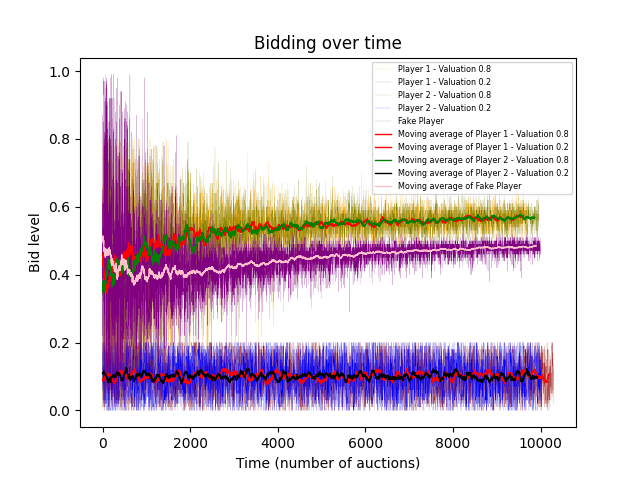 Bidding over time
Player 1 - Valuation 0.8
Player 1 - Valuation 0.2
Player 2 - Valuation 0.8
Player 2 - Valuation 0.2
Fake Player
Moving average of Player 1 - Valuation 0.8
Moving average of Player 1 - Valuation 0.2
Moving average of Player 2 - Valuation 0.8
Moving average of Player 2 - Valuation 0.2
Moving average of Fake Player
Bid level
1.0
0.8
0.6
0.4
0.2
0.0
0 2000 4000 6000 8000 10000
Time (number of auctions)